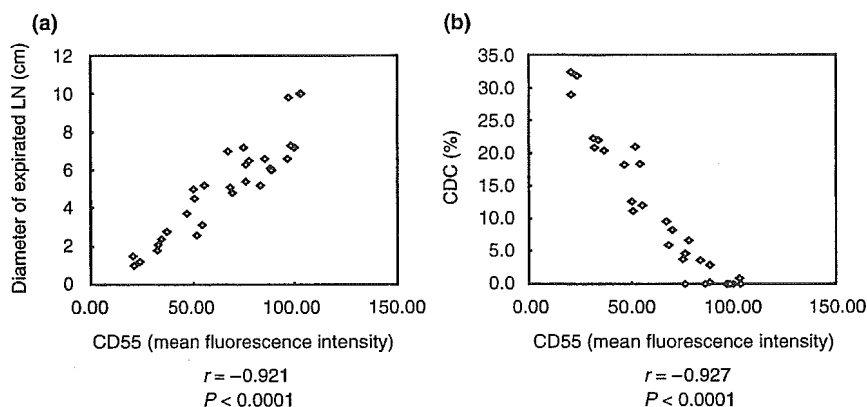 (a)
Diameter of expirated LN (cm)
12
10
8
6
4
2
0
0.00 50.00 100.00 150.00
CD55 (mean fluorescence intensity)
r = −0.921
P < 0.0001
(b)
CDC (%)
35.0
30.0
25.0
20.0
15.0
10.0
5.0
0.0
0.00 50.00 100.00 150.00
CD55 (mean fluorescence intensity)
r = −0.927
P < 0.0001